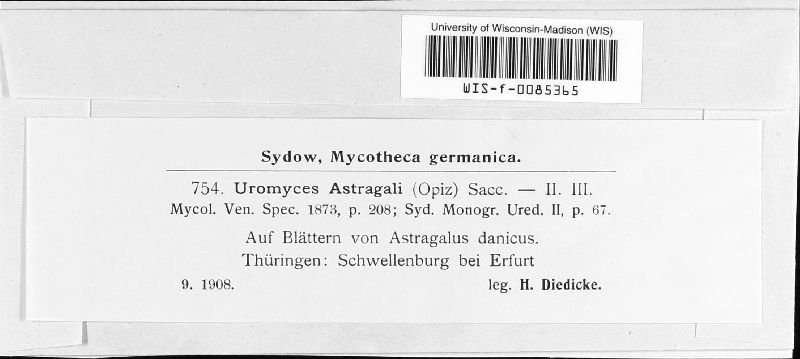 University of Wisconsin-Madison (WIS)
WIS-f-0085365
Sydow, Mycotheca germanica.
754. Uromyces Astragali (Opiz) Sacc. — II. III.
Mycol. Ven. Spec. 1873, p. 208; Syd. Monogr. Ured. II, p. 67.
Auf Blättern von Astragalus danicus.
Thüringen: Schwellenburg bei Erfurt
9. 1908. leg. H. Diedicke.